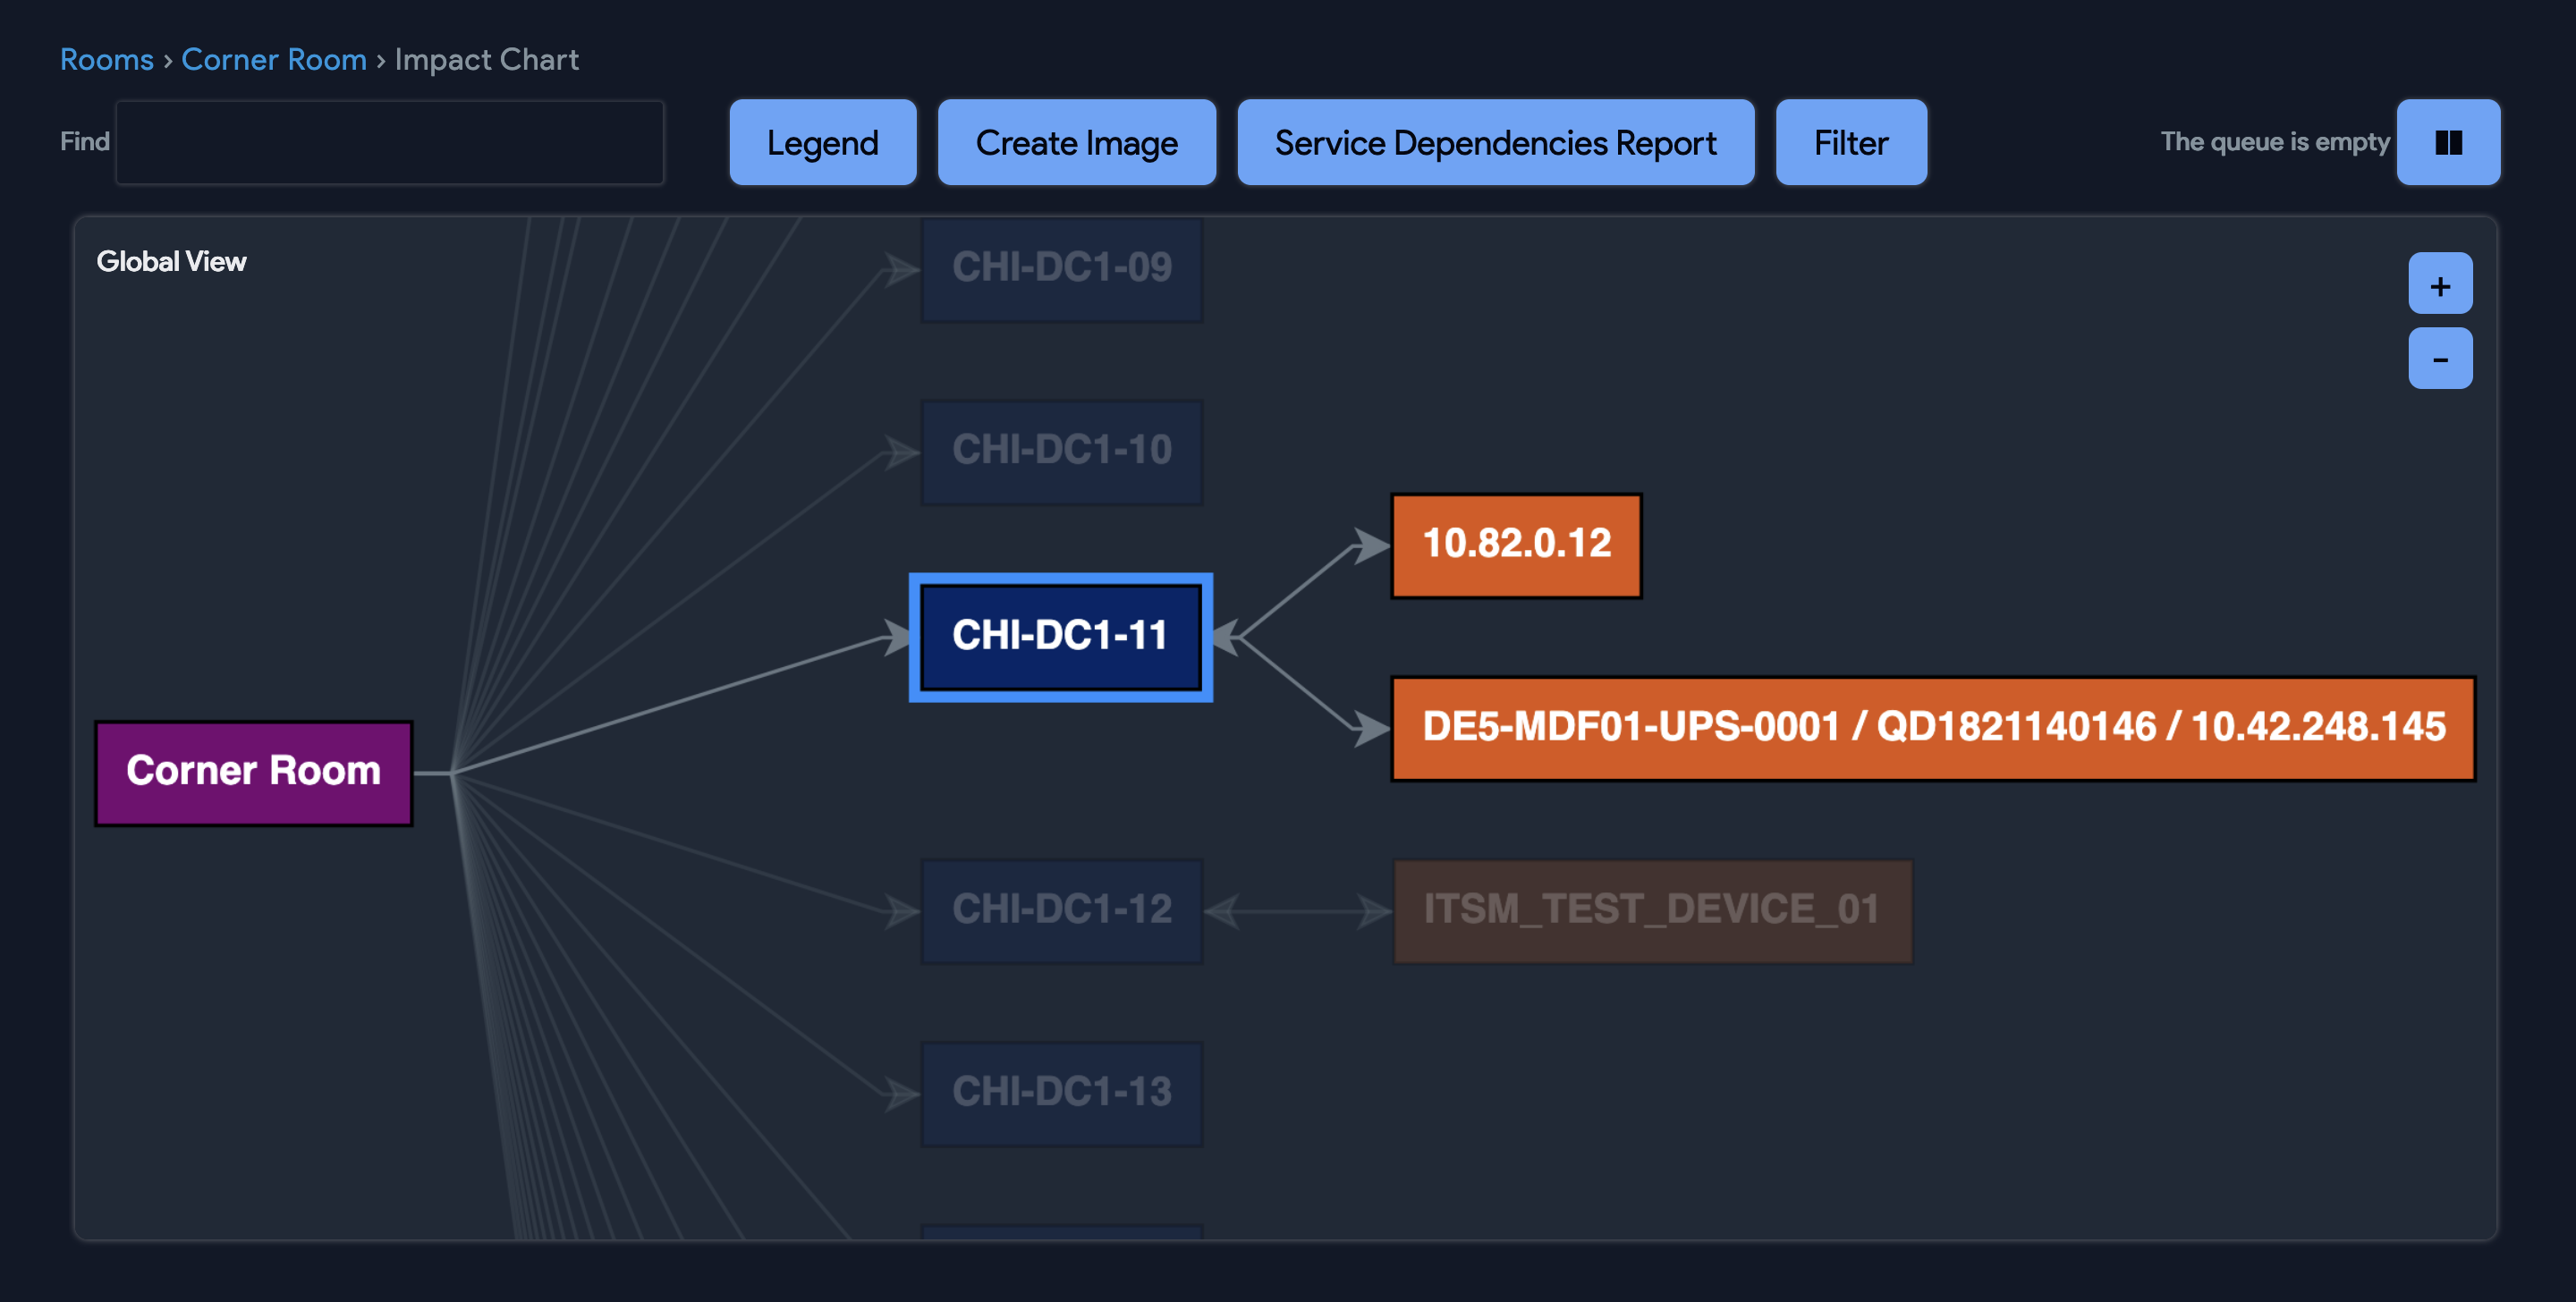 Rooms › Corner Room › Impact Chart
Find
Legend
Create Image
Service Dependencies Report
Filter
The queue is empty
Global View
+
-
CHI-DC1-09
CHI-DC1-10
10.82.0.12
CHI-DC1-11
DE5-MDF01-UPS-0001 / QD1821140146 / 10.42.248.145
Corner Room
CHI-DC1-12
ITSM_TEST_DEVICE_01
CHI-DC1-13